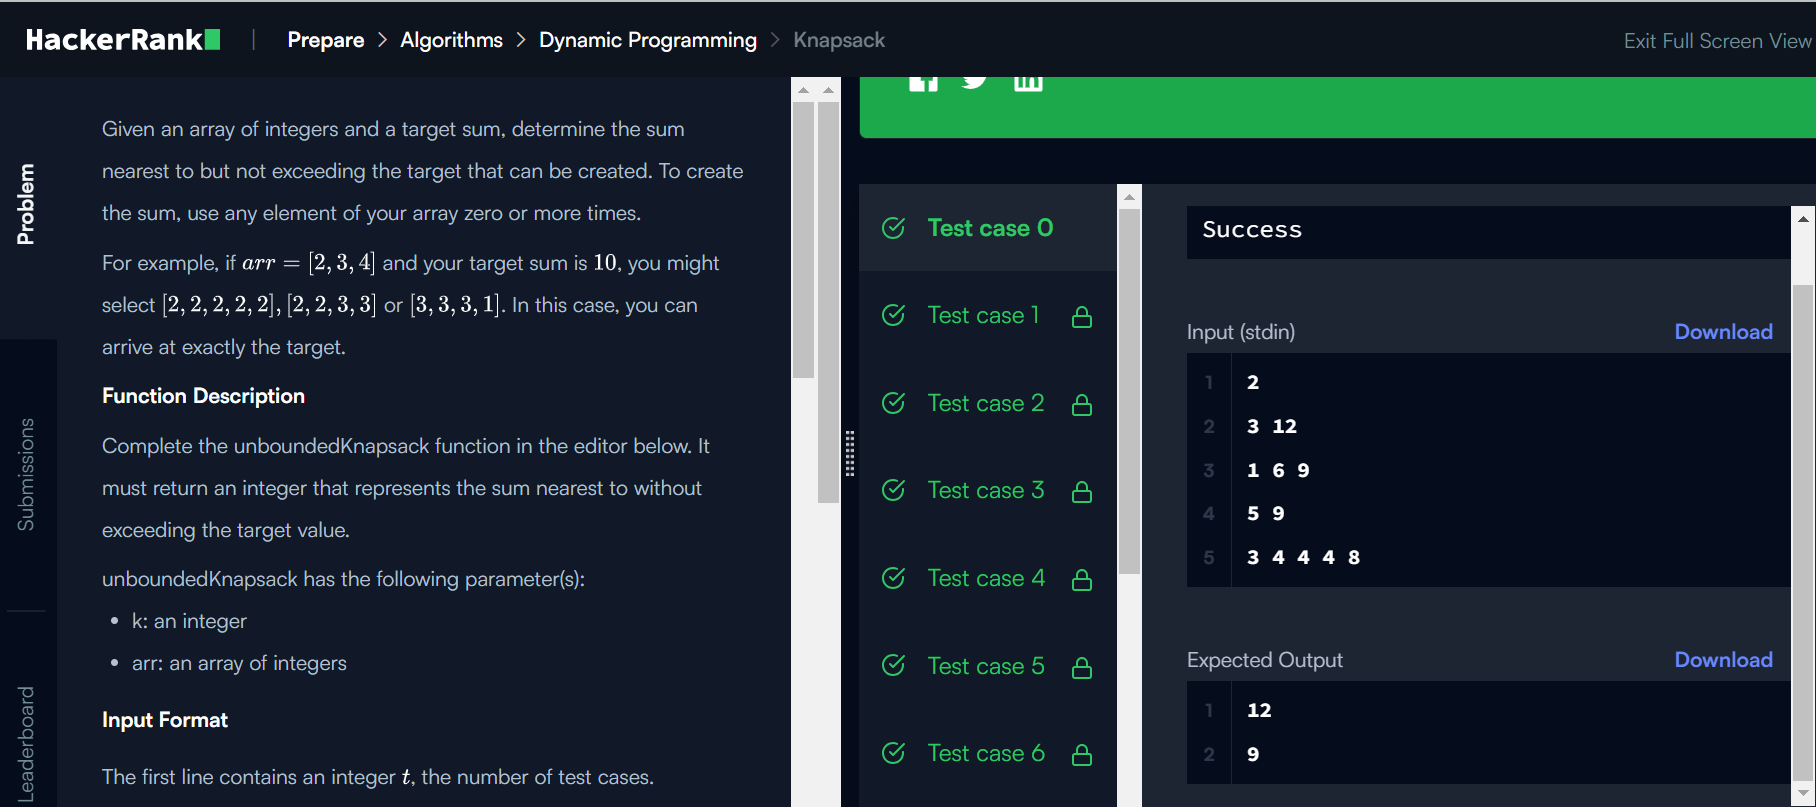 HackerRank | Prepare > Algorithms > Dynamic Programming > Knapsack
Exit Full Screen View
Problem
Submissions
Leaderboard
Given an array of integers and a target sum, determine the sum
nearest to but not exceeding the target that can be created. To create
the sum, use any element of your array zero or more times.
For example, if arr = [2, 3, 4] and your target sum is 10, you might
select [2, 2, 2, 2, 2], [2, 2, 3, 3] or [3, 3, 3, 1]. In this case, you can
arrive at exactly the target.
Function Description
Complete the unboundedKnapsack function in the editor below. It
must return an integer that represents the sum nearest to without
exceeding the target value.
unboundedKnapsack has the following parameter(s):
• k: an integer
• arr: an array of integers
Input Format
The first line contains an integer t, the number of test cases.
Test case 0
Test case 1
Test case 2
Test case 3
Test case 4
Test case 5
Test case 6
Success
Input (stdin) Download
1 2
2 3 12
3 1 6 9
4 5 9
5 3 4 4 4 8
Expected Output Download
1 12
2 9